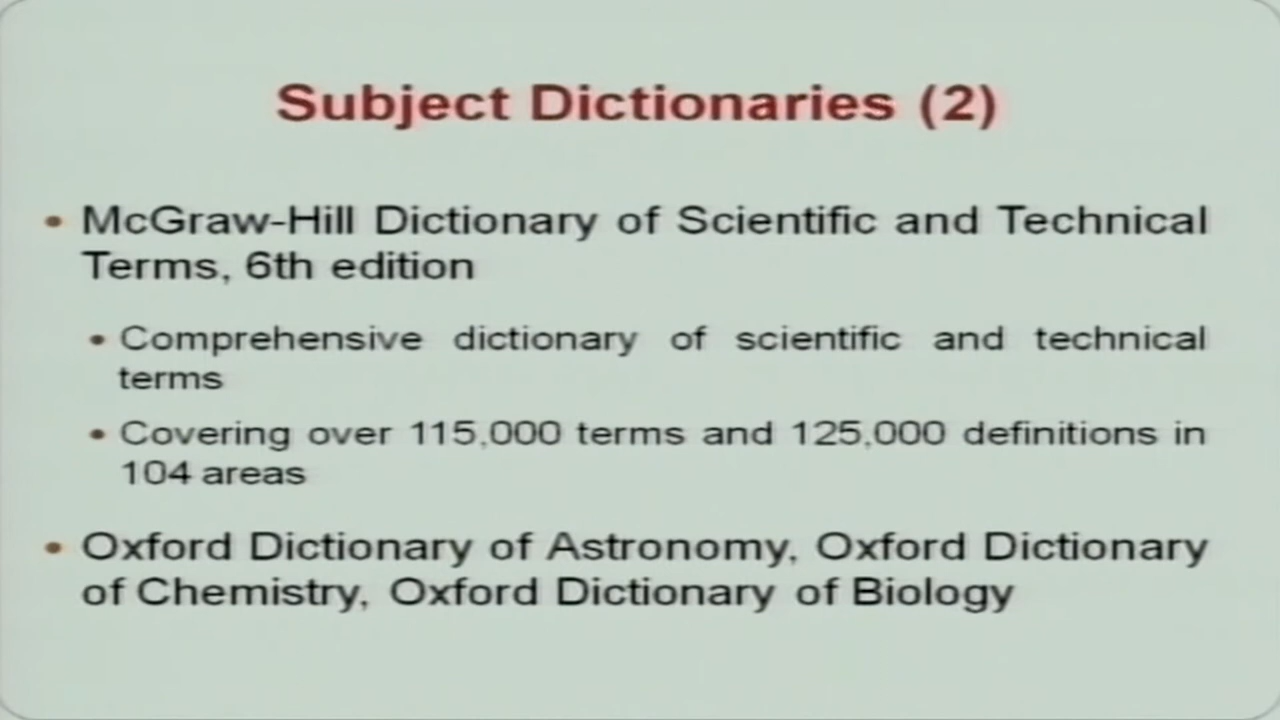 Subject Dictionaries (2)
• McGraw-Hill Dictionary of Scientific and Technical
Terms, 6th edition
• Comprehensive dictionary of scientific and technical
terms
• Covering over 115,000 terms and 125,000 definitions in
104 areas
• Oxford Dictionary of Astronomy, Oxford Dictionary
of Chemistry, Oxford Dictionary of Biology